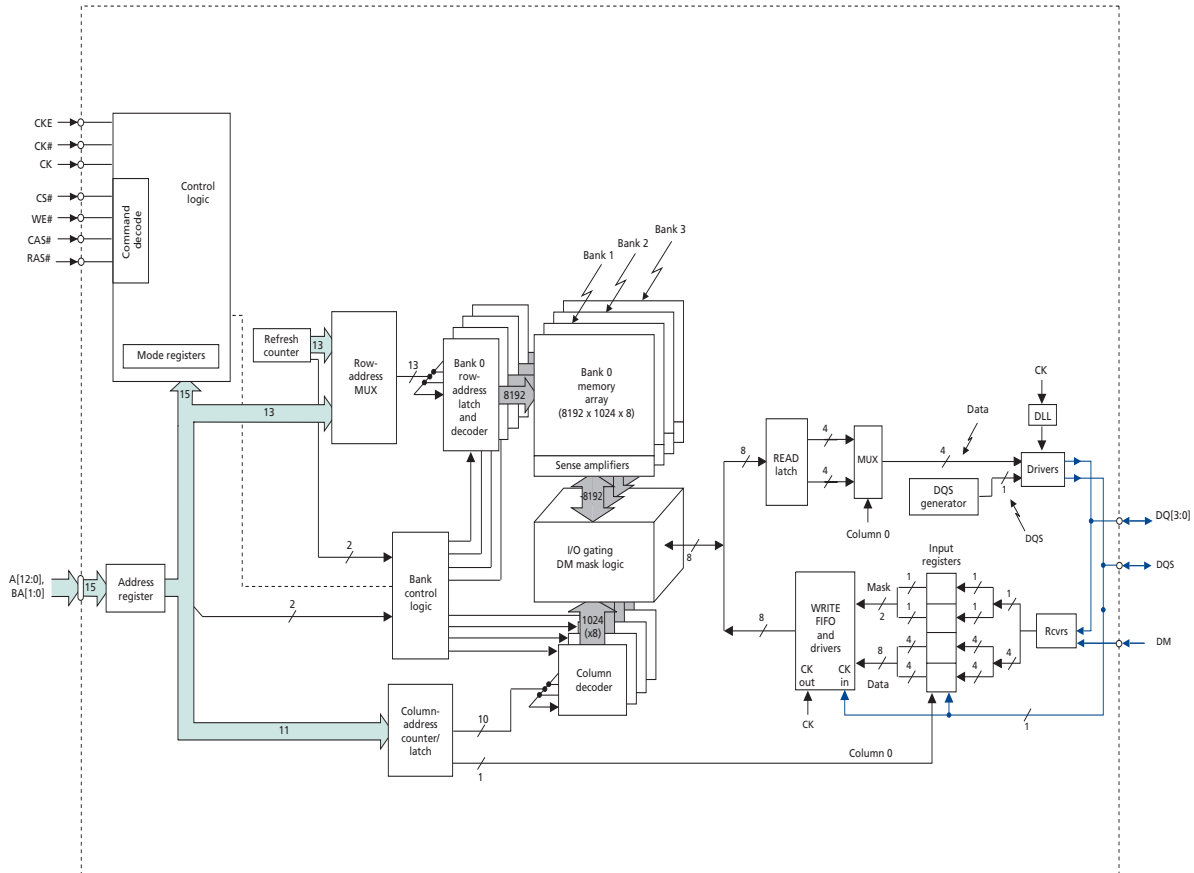 CKE
CK#
CK
CS#
WE#
CAS#
RAS#
Control
logic
Command
decode
Mode registers
15
Refresh
counter
13
13
Row-
address
MUX
13
Bank 0
row-
address
latch
and
decoder
8192
Bank 1
Bank 2
Bank 3
Bank 0
memory
array
(8192 x 1024 x 8)
Sense amplifiers
8192
I/O gating
DM mask logic
8
1024
(x8)
Column
decoder
A[12:0],
BA[1:0]
15
Address
register
2
2
Bank
control
logic
11
Column-
address
counter/
latch
10
1
Column 0
8
READ
latch
4
4
MUX
Column 0
4
Data
DQS
generator
1
DQS
CK
DLL
Drivers
DQ[3:0]
DQS
DM
8
WRITE
FIFO
and
drivers
CK
out
CK
in
CK
Mask
2
8
Data
Input
registers
1
1
4
4
1
1
4
4
1
4
Rcvrs
1